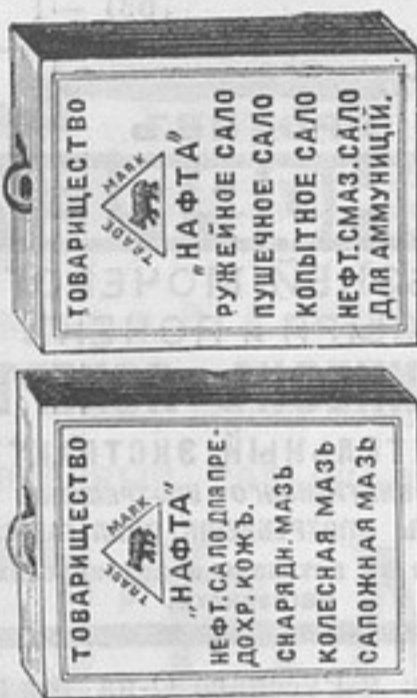 ТОВАРИЩЕСТВО
TRADE MARK
„НАФТА”
РУЖЕЙНОЕ САЛО
ПУШЕЧНОЕ САЛО
КОПЫТНОЕ САЛО
НЕФТ. СМАЗ. САЛО
ДЛЯ АММУНИЦІИ.
ТОВАРИЩЕСТВО
TRADE MARK
„НАФТА”
НЕФТ. САЛО ДЛЯ ПРЕ-
ДОХР. КОЖЪ.
СНАРЯДН. МАЗЬ
КОЛЕСНАЯ МАЗЬ
САПОЖНАЯ МАЗЬ